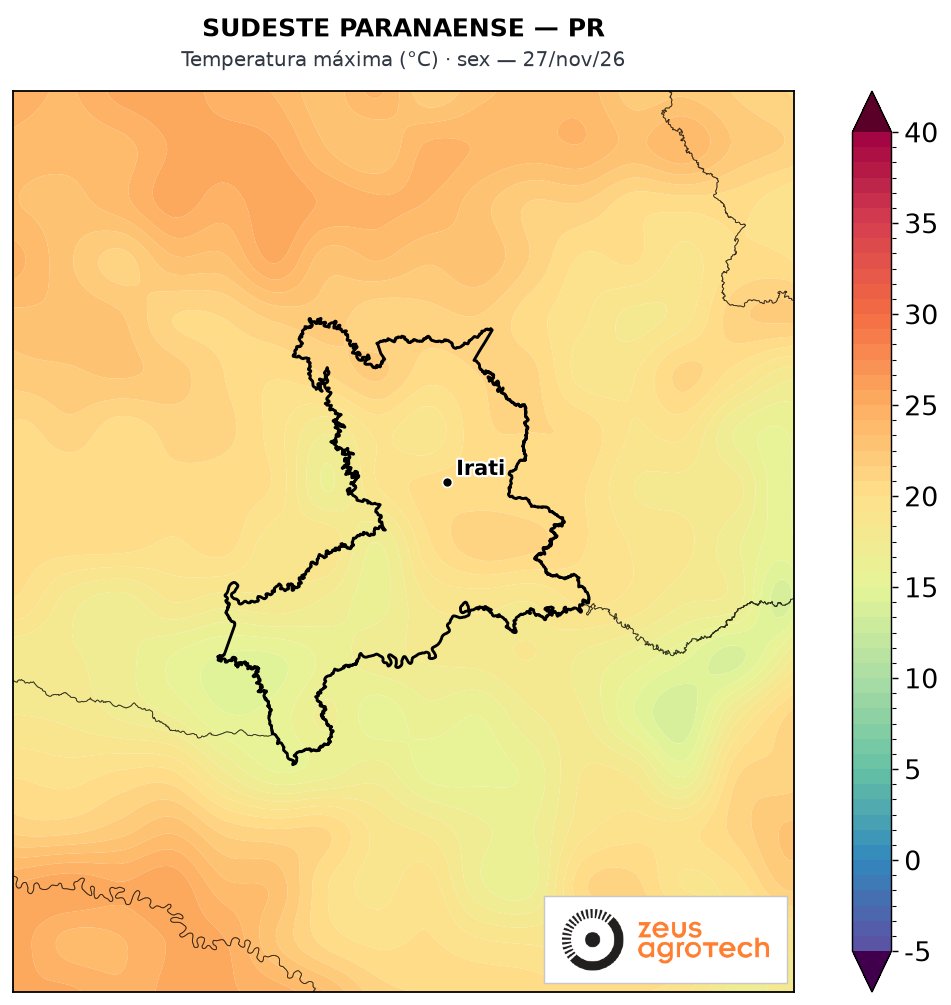 SUDESTE PARANAENSE — PR
Temperatura máxima (°C) · sex — 27/nov/26
40
35
30
25
20
15
10
5
0
-5
Irati
zeus
agrotech